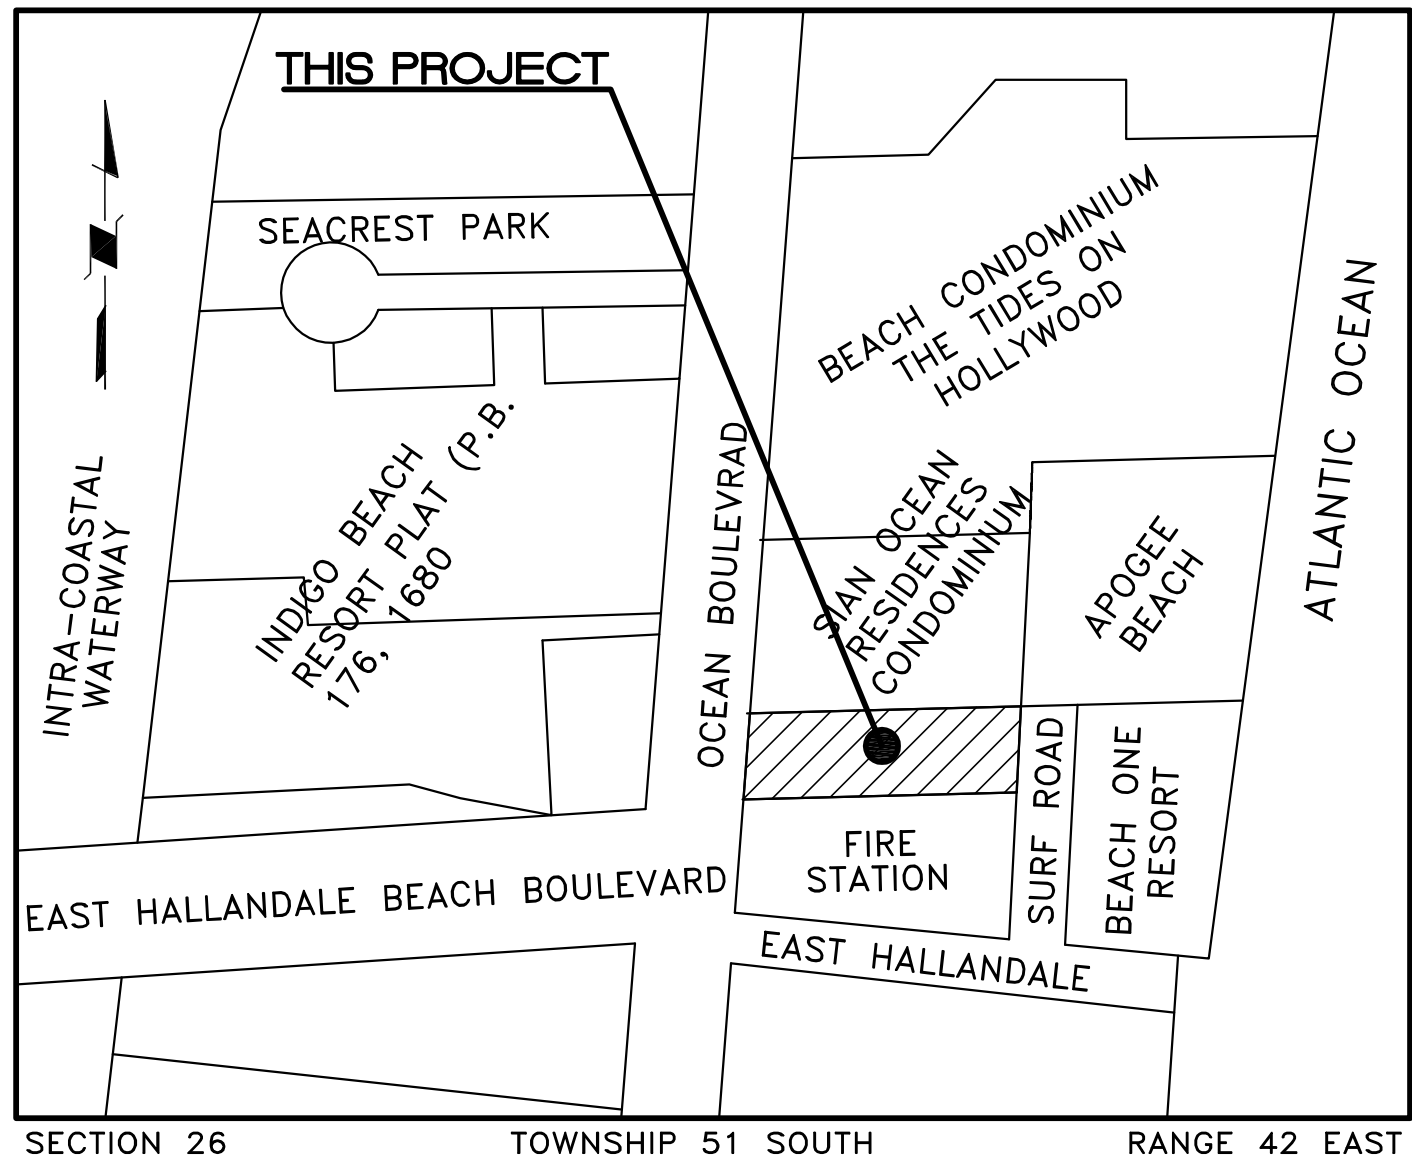 THIS PROJECT
SEACREST PARK
BEACH CONDOMINIUM
THE TIDES ON
HOLLYWOOD
ATLANTIC OCEAN
INTRA-COASTAL
WATERWAY
INDIGO BEACH
RESORT PLAT (P.B.
176, 1680
OCEAN BOULEVRAD
SIAN OCEAN
RESIDENCES
CONDOMINIUM
APOGEE
BEACH
SURF ROAD
BEACH ONE
RESORT
FIRE
STATION
EAST HALLANDALE BEACH BOULEVARD
EAST HALLANDALE
SECTION 26
TOWNSHIP 51 SOUTH
RANGE 42 EAST